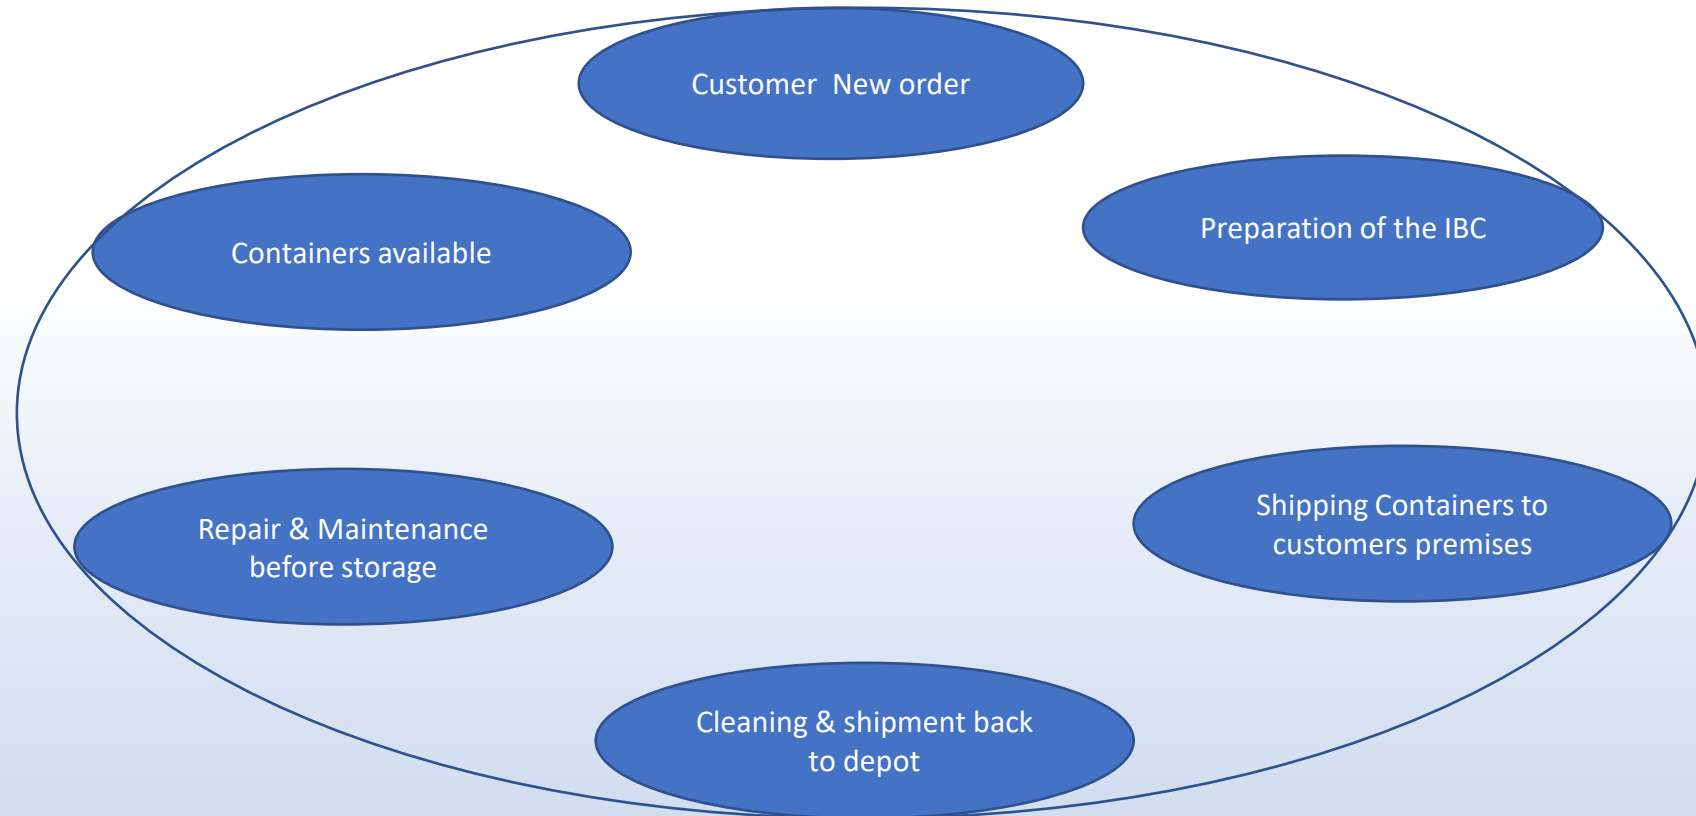 Customer  New order
Preparation of the IBC
Containers available
Shipping Containers to
customers premises
Repair & Maintenance
before storage
Cleaning & shipment back
to depot